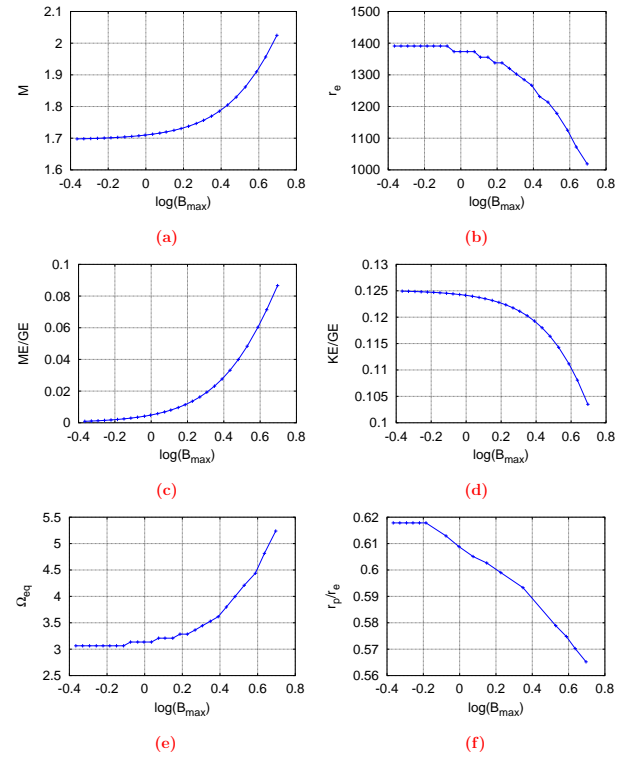 2.1
2
1.9
1.8
1.7
1.6
M
-0.4 -0.2 0 0.2 0.4 0.6 0.8
log(B_max)
(a)
1500
1400
1300
1200
1100
1000
r_e
-0.4 -0.2 0 0.2 0.4 0.6 0.8
log(B_max)
(b)
0.1
0.08
0.06
0.04
0.02
0
ME/GE
-0.4 -0.2 0 0.2 0.4 0.6 0.8
log(B_max)
(c)
0.13
0.125
0.12
0.115
0.11
0.105
0.1
KE/GE
-0.4 -0.2 0 0.2 0.4 0.6 0.8
log(B_max)
(d)
5.5
5
4.5
4
3.5
3
2.5
Ω_eq
-0.4 -0.2 0 0.2 0.4 0.6 0.8
log(B_max)
(e)
0.62
0.61
0.6
0.59
0.58
0.57
0.56
r_p/r_e
-0.4 -0.2 0 0.2 0.4 0.6 0.8
log(B_max)
(f)